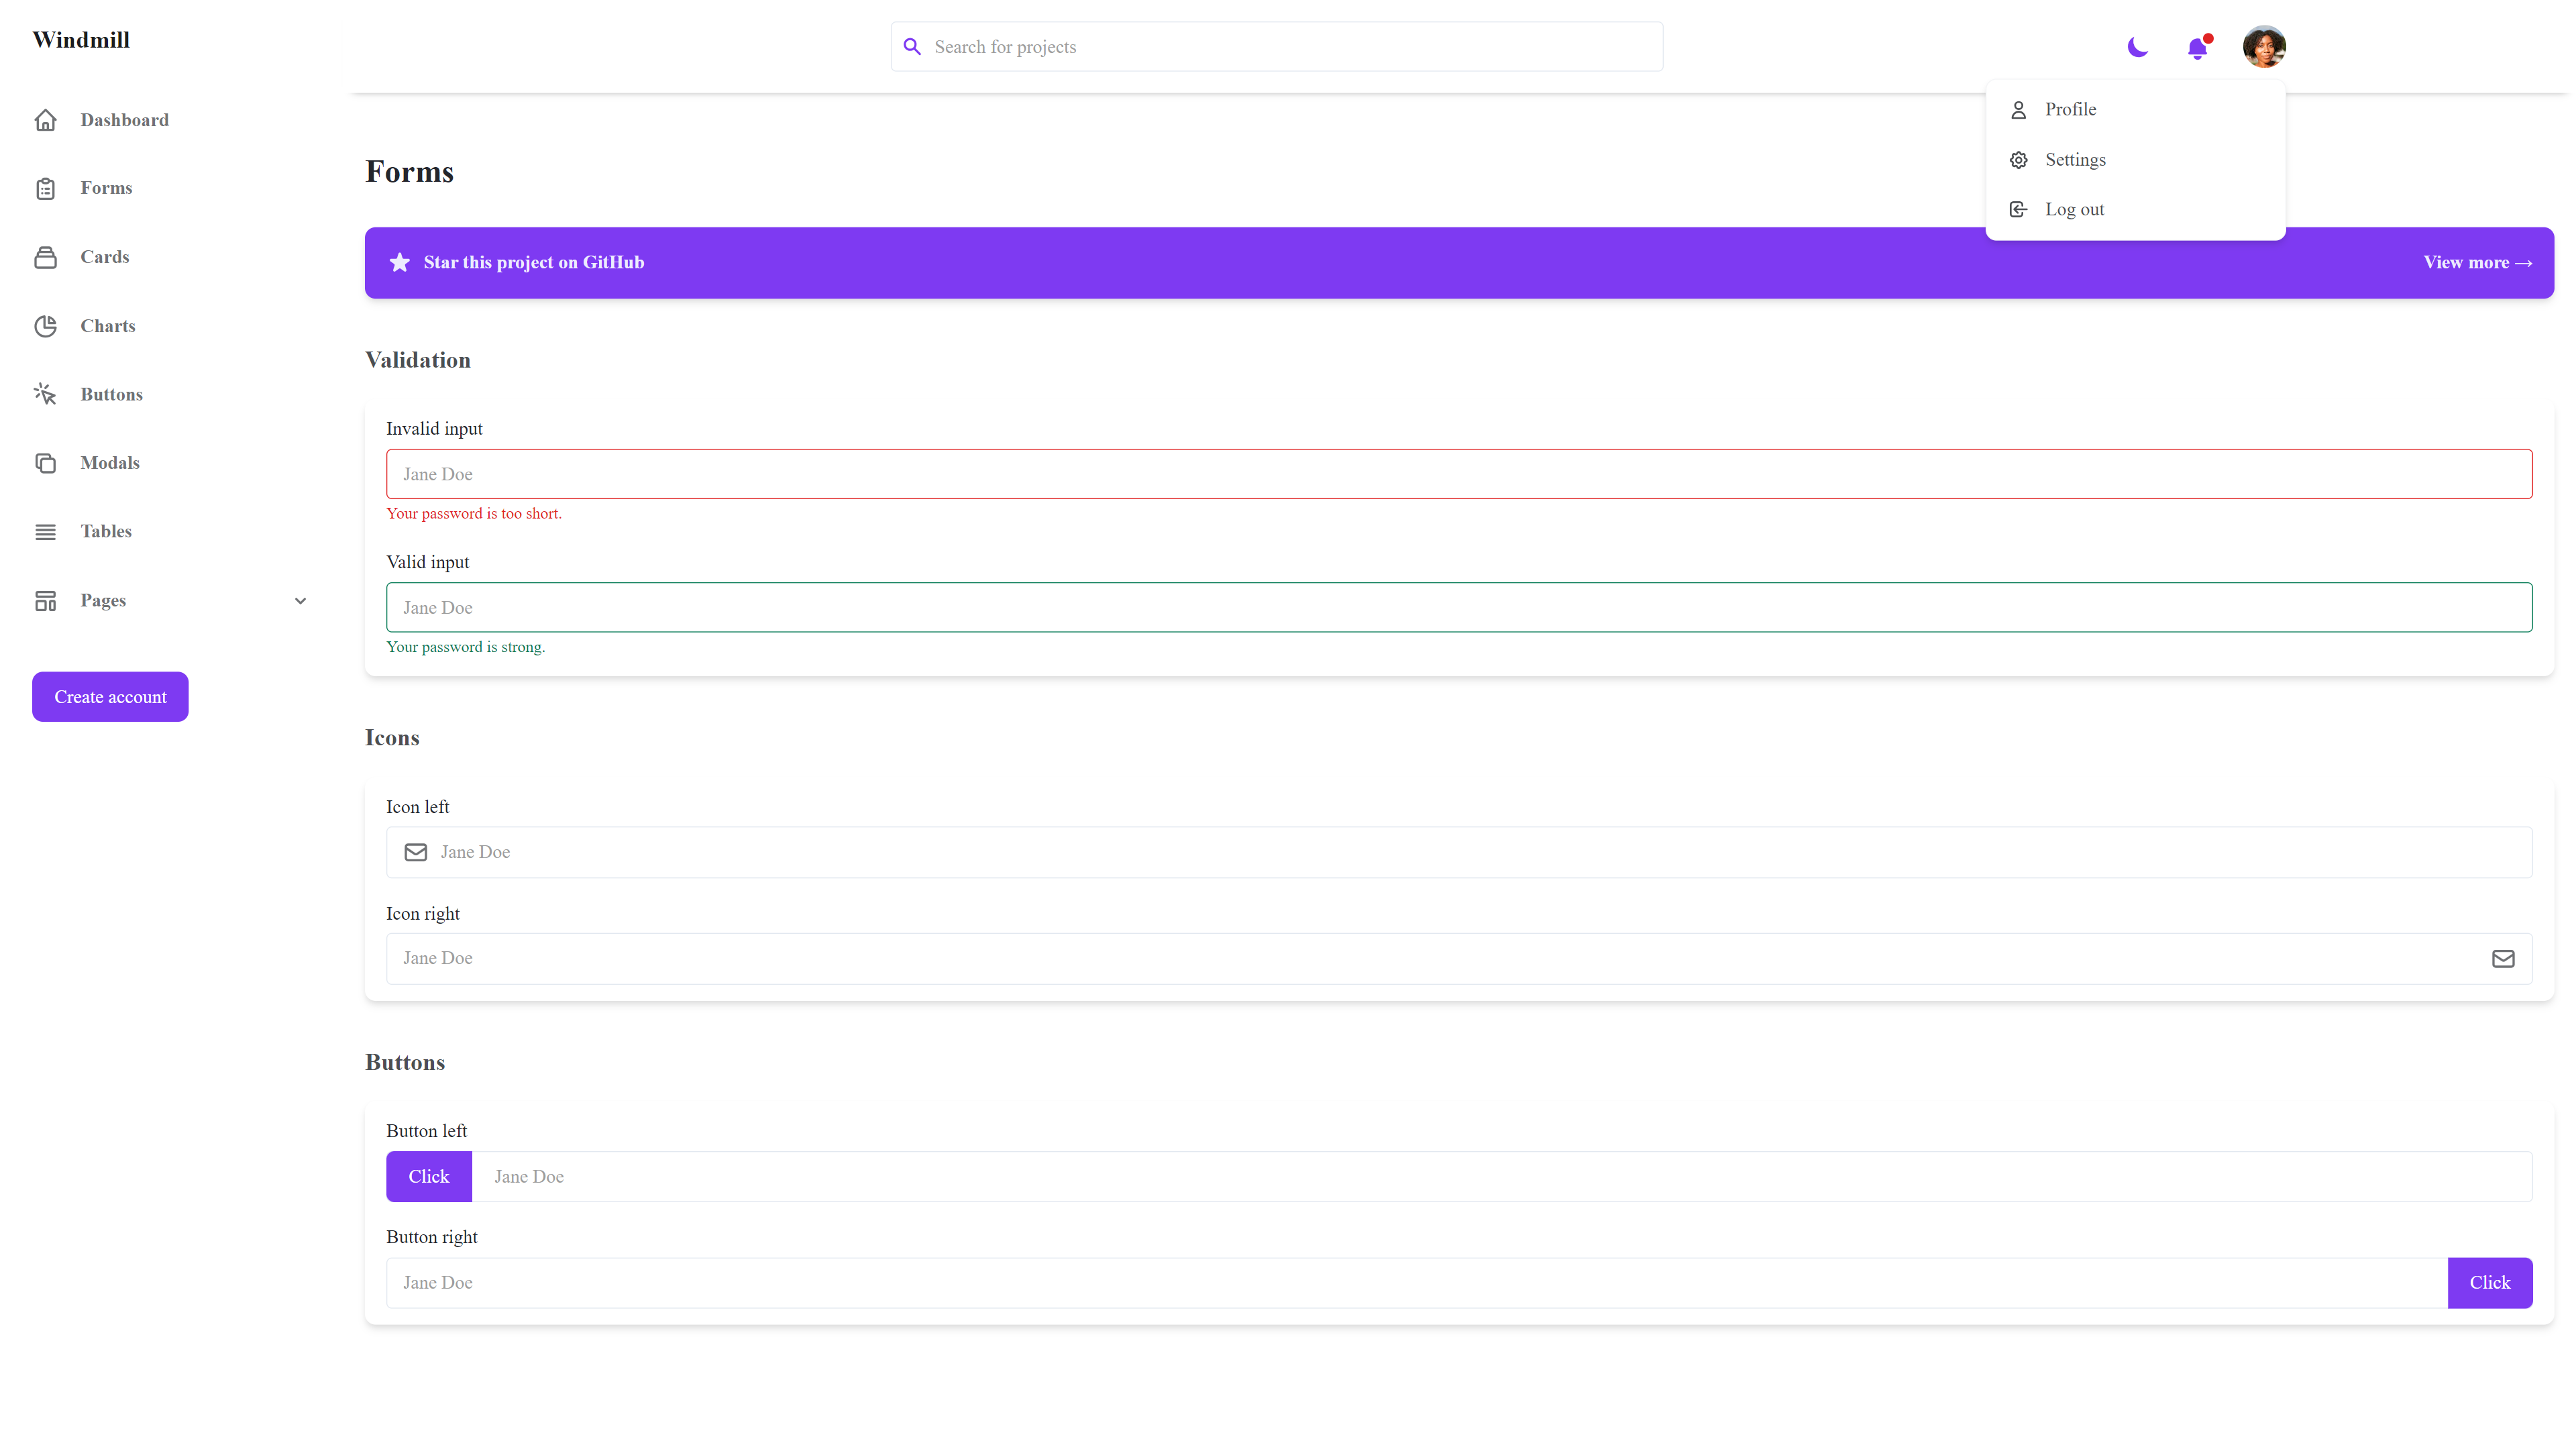 Windmill
Dashboard
Forms
Cards
Charts
Buttons
Modals
Tables
Pages
Create account
Search for projects
Profile
Settings
Log out
Forms
Star this project on GitHub
View more →
Validation
Invalid input
Jane Doe
Your password is too short.
Valid input
Jane Doe
Your password is strong.
Icons
Icon left
Jane Doe
Icon right
Jane Doe
Buttons
Button left
Click
Jane Doe
Button right
Jane Doe
Click